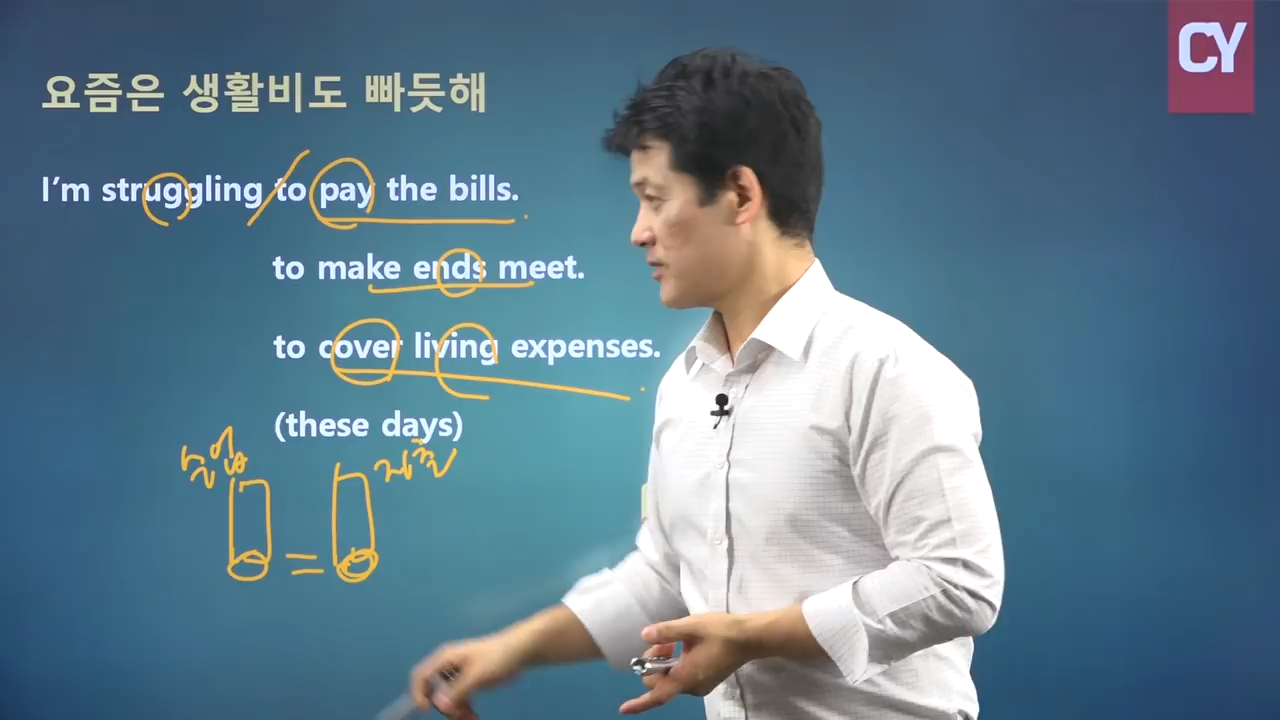 CY
요즘은 생활비도 빠듯해
I'm struggling to pay the bills.
to make ends meet.
to cover living expenses.
(these days)
수입
지출